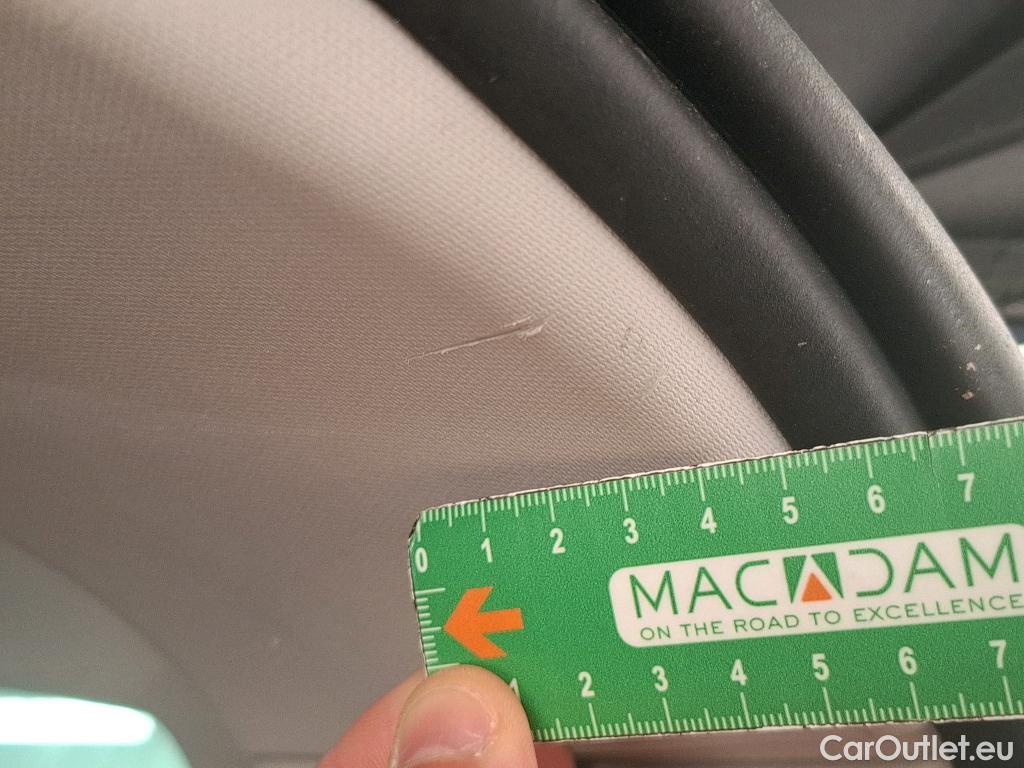 0 1 2 3 4 5 6 7
MACADAM
ON THE ROAD TO EXCELLENCE
1 2 3 4 5 6 7
CarOutlet.eu